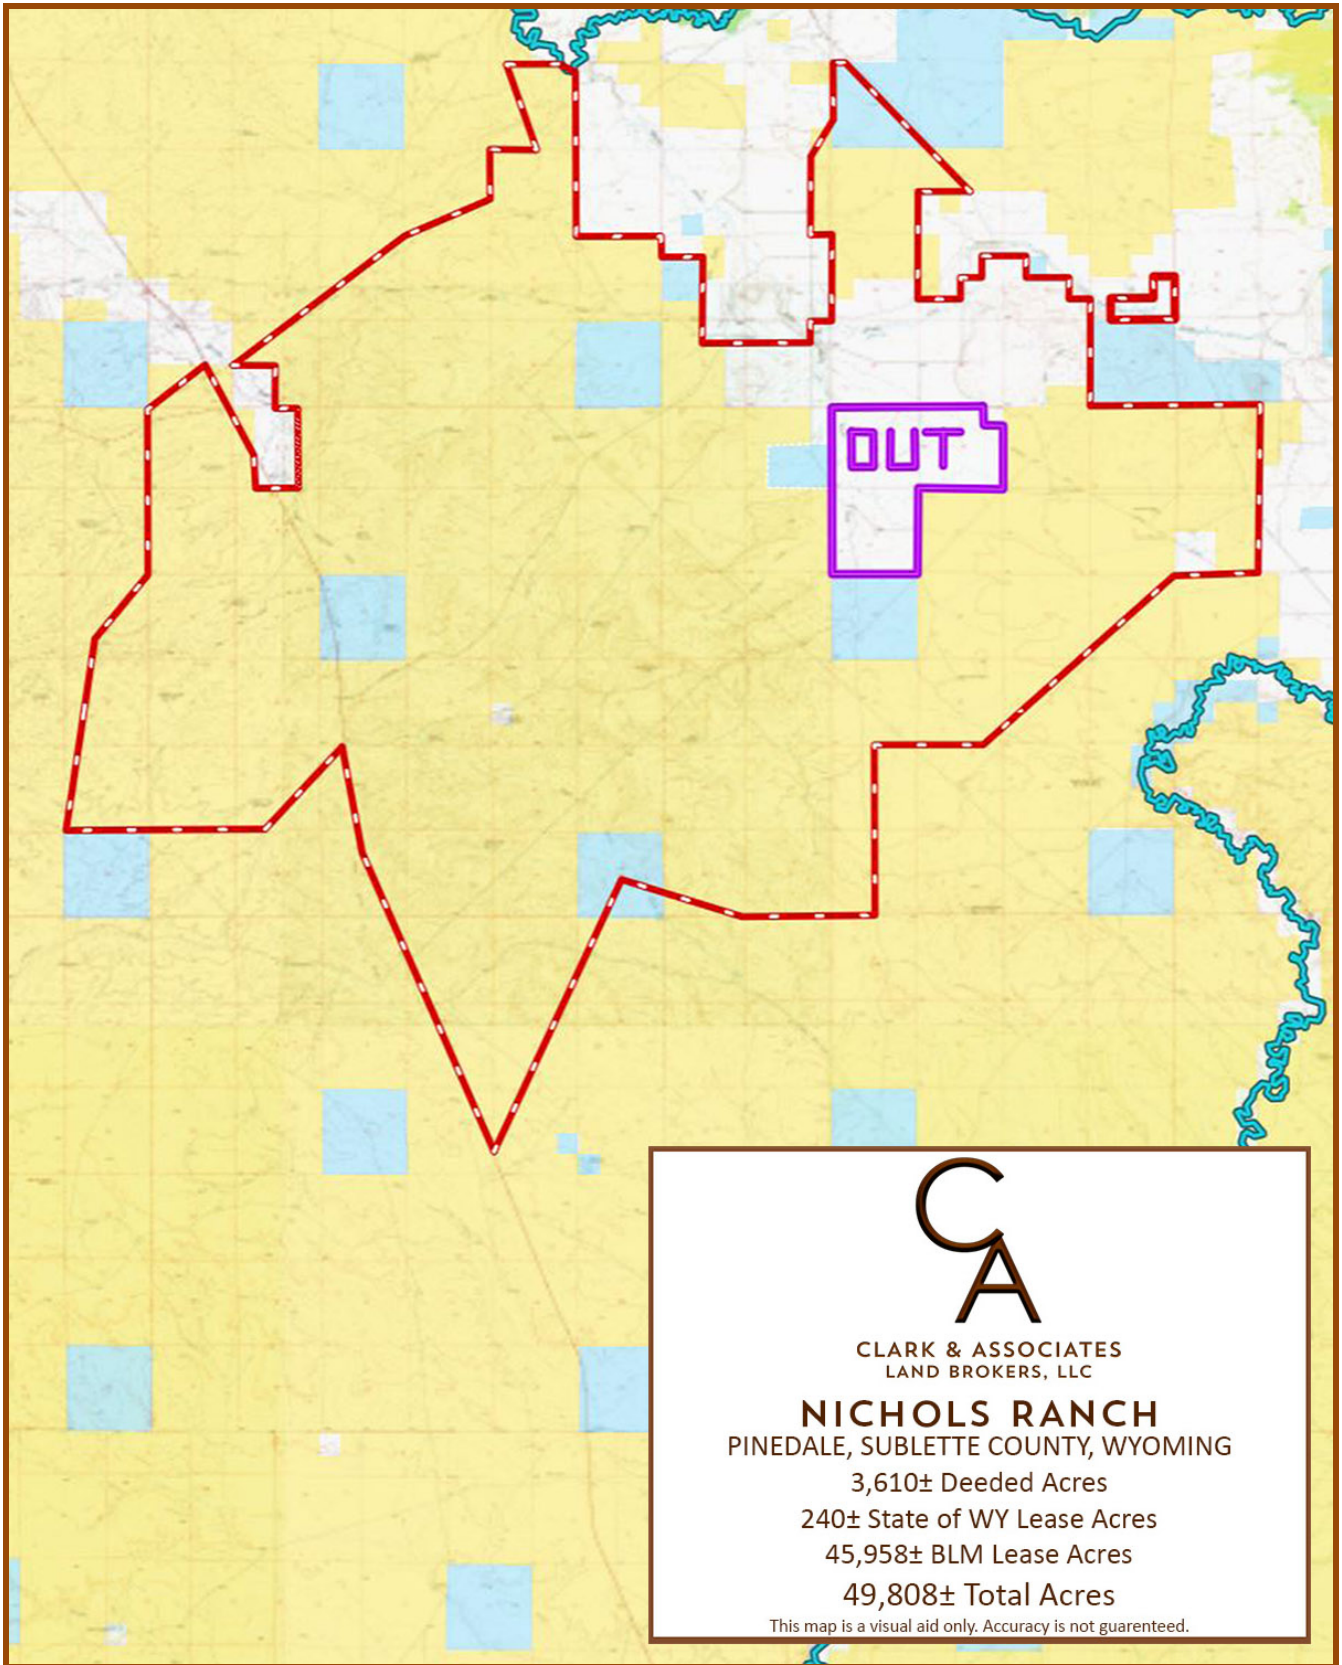 OUT
CA
CLARK & ASSOCIATES
LAND BROKERS, LLC
NICHOLS RANCH
PINEDALE, SUBLETTE COUNTY, WYOMING
3,610± Deeded Acres
240± State of WY Lease Acres
45,958± BLM Lease Acres
49,808± Total Acres
This map is a visual aid only. Accuracy is not guarenteed.